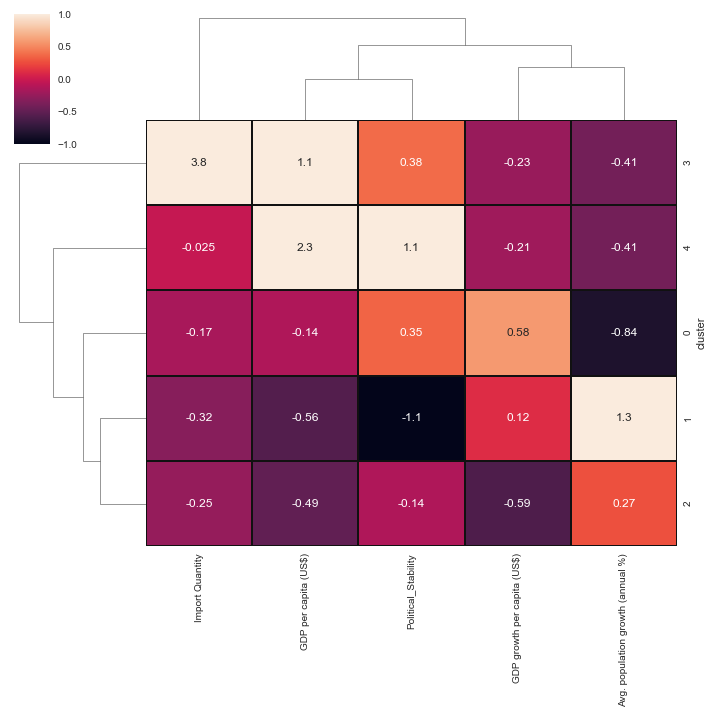 1.0
0.5
0.0
−0.5
−1.0
3.8 1.1 0.38 -0.23 -0.41 3
-0.025 2.3 1.1 -0.21 -0.41 4
-0.17 -0.14 0.35 0.58 -0.84 0
-0.32 -0.56 -1.1 0.12 1.3 1
-0.25 -0.49 -0.14 -0.59 0.27 2
cluster
Import Quantity
GDP per capita (US$)
Political_Stability
GDP growth per capita (US$)
Avg. population growth (annual %)